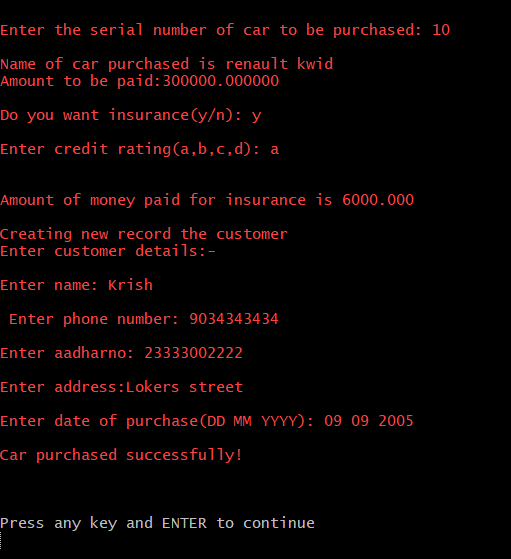 Enter the serial number of car to be purchased: 10
Name of car purchased is renault kwid
Amount to be paid:300000.000000
Do you want insurance(y/n): y
Enter credit rating(a,b,c,d): a
Amount of money paid for insurance is 6000.000
Creating new record the customer
Enter customer details:-
Enter name: Krish
Enter phone number: 9034343434
Enter aadharno: 23333002222
Enter address:Lokers street
Enter date of purchase(DD MM YYYY): 09 09 2005
Car purchased successfully!
Press any key and ENTER to continue